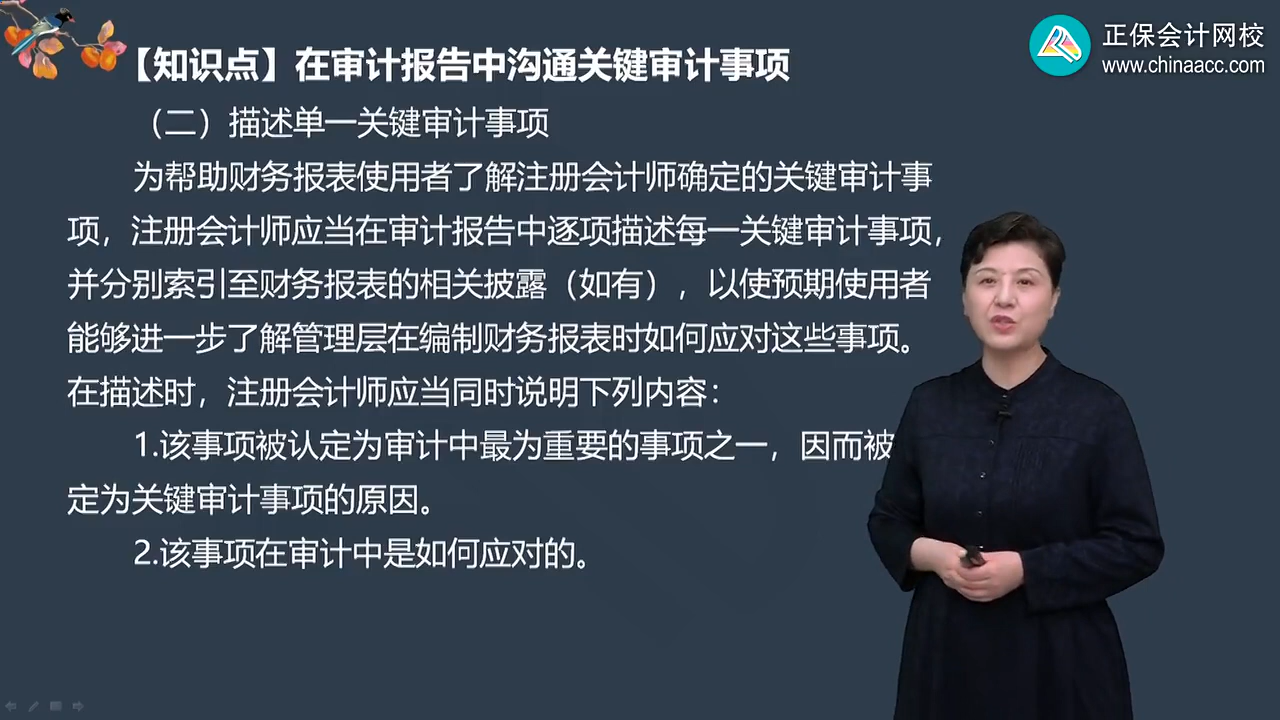 正保会计网校
www.chinaacc.com
【知识点】在审计报告中沟通关键审计事项
（二）描述单一关键审计事项
为帮助财务报表使用者了解注册会计师确定的关键审计事
项，注册会计师应当在审计报告中逐项描述每一关键审计事项，
并分别索引至财务报表的相关披露（如有），以使预期使用者
能够进一步了解管理层在编制财务报表时如何应对这些事项。
在描述时，注册会计师应当同时说明下列内容：
1.该事项被认定为审计中最为重要的事项之一，因而被
定为关键审计事项的原因。
2.该事项在审计中是如何应对的。